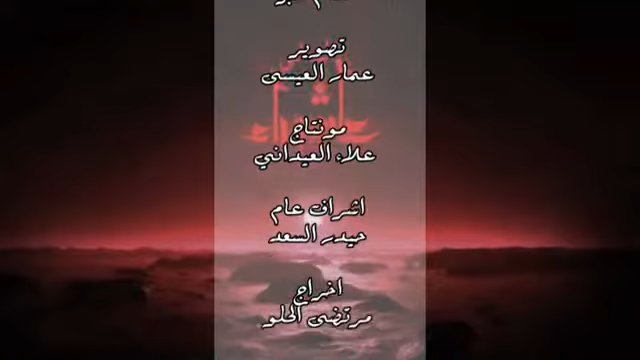 تصوير
عمار العيسى
مونتاج
علاء العيداني
اشراف عام
حيدر السعد
اخراج
مرتضى الحلو